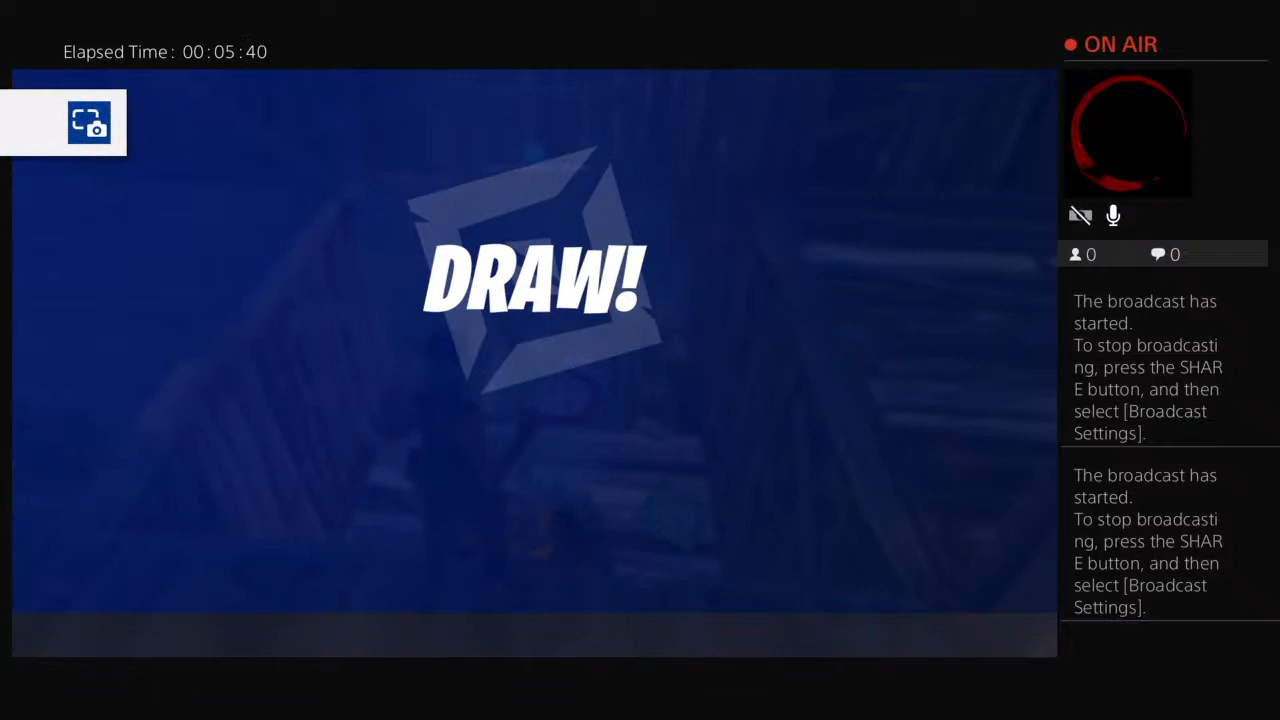 Elapsed Time: 00:05:40
ON AIR
DRAW!
0 0
The broadcast has
started.
To stop broadcasti
ng, press the SHAR
E button, and then
select [Broadcast
Settings].
The broadcast has
started.
To stop broadcasti
ng, press the SHAR
E button, and then
select [Broadcast
Settings].